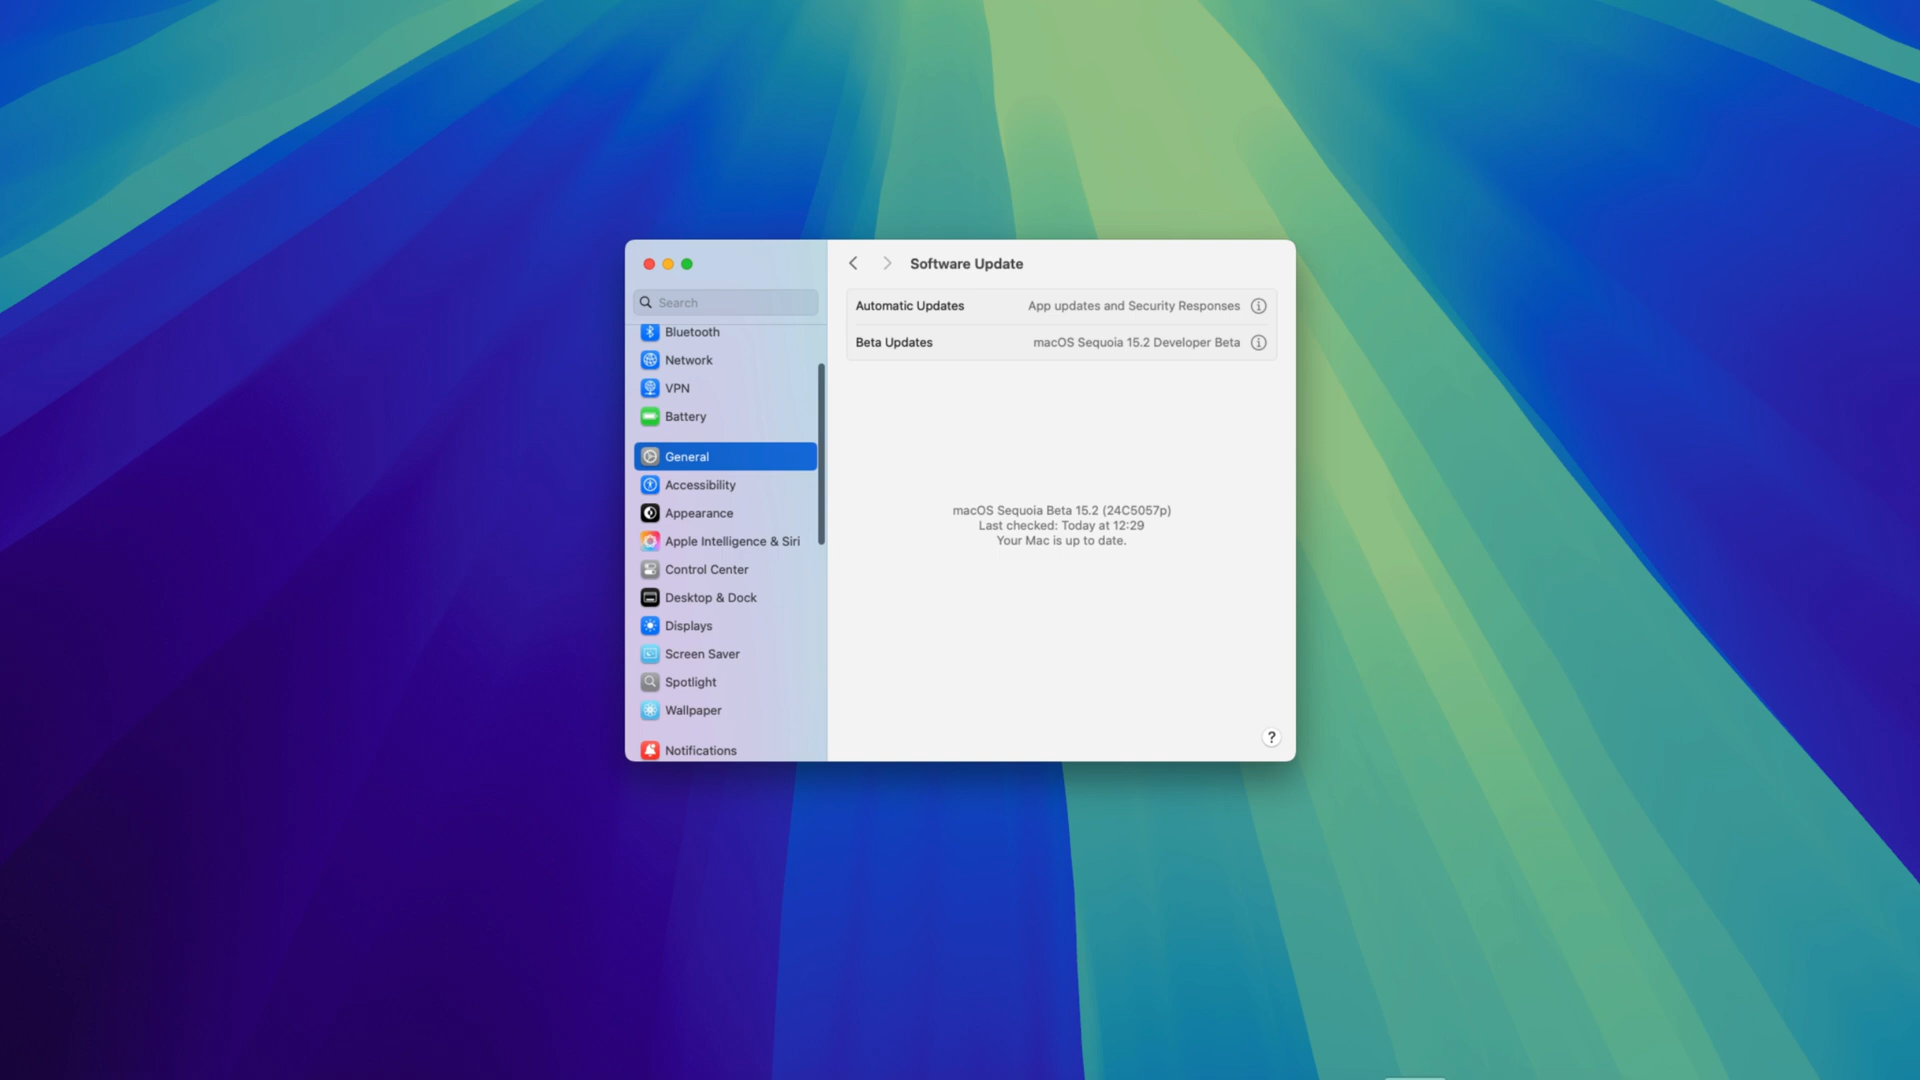 Software Update
Search
Bluetooth
Network
VPN
Battery
General
Accessibility
Appearance
Apple Intelligence & Siri
Control Center
Desktop & Dock
Displays
Screen Saver
Spotlight
Wallpaper
Notifications
Automatic Updates App updates and Security Responses
Beta Updates macOS Sequoia 15.2 Developer Beta
macOS Sequoia Beta 15.2 (24C5057p)
Last checked: Today at 12:29
Your Mac is up to date.
?